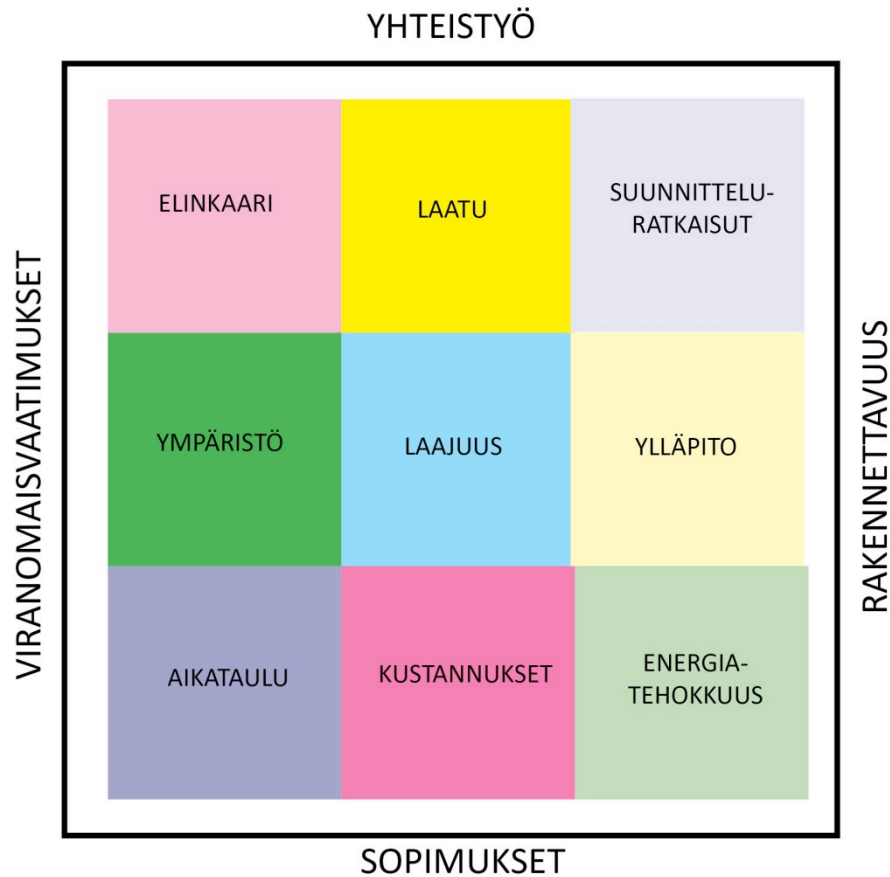 YHTEISTYÖ
ELINKAARI
LAATU
SUUNNITTELU-
RATKAISUT
VIRANOMAISVAATIMUKSET
YMPÄRISTÖ
LAAJUUS
YLLÄPITO
RAKENNETTAVUUS
AIKATAULU
KUSTANNUKSET
ENERGIA-
TEHOKKUUS
SOPIMUKSET